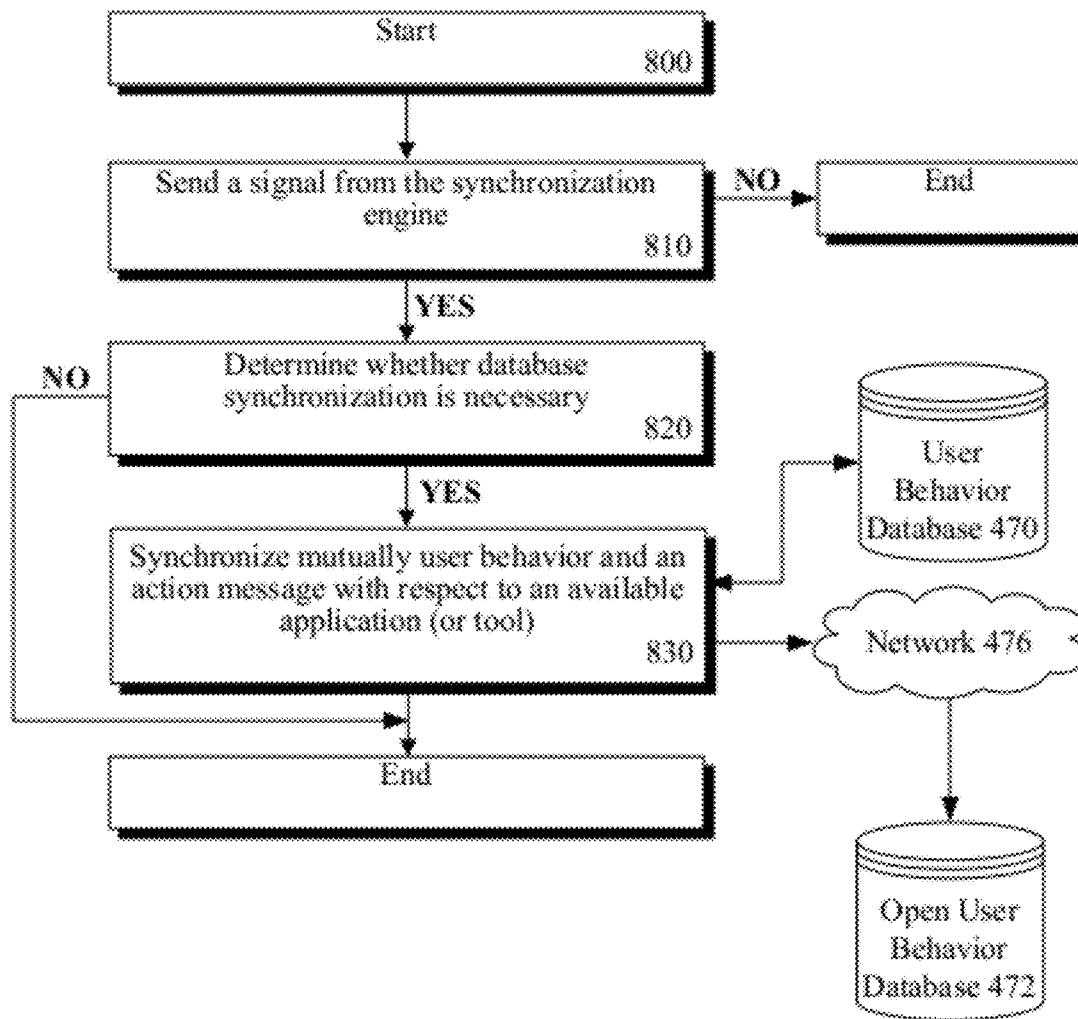 Start
800
Send a signal from the synchronization
engine
810
NO
End
YES
Determine whether database
synchronization is necessary
820
NO
YES
User
Behavior
Database 470
Synchronize mutually user behavior and an
action message with respect to an available
application (or tool)
830
Network 476
End
Open User
Behavior
Database 472